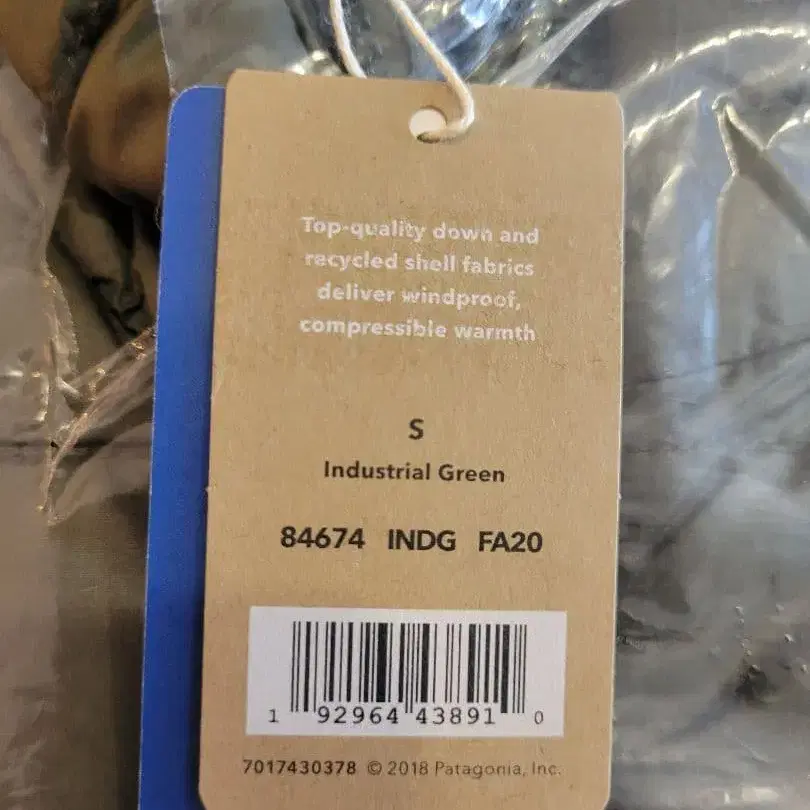 Top-quality down and
recycled shell fabrics
deliver windproof,
compressible warmth
S
Industrial Green
84674 INDG FA20
1 92964 43891 0
7017430378 © 2018 Patagonia, Inc.